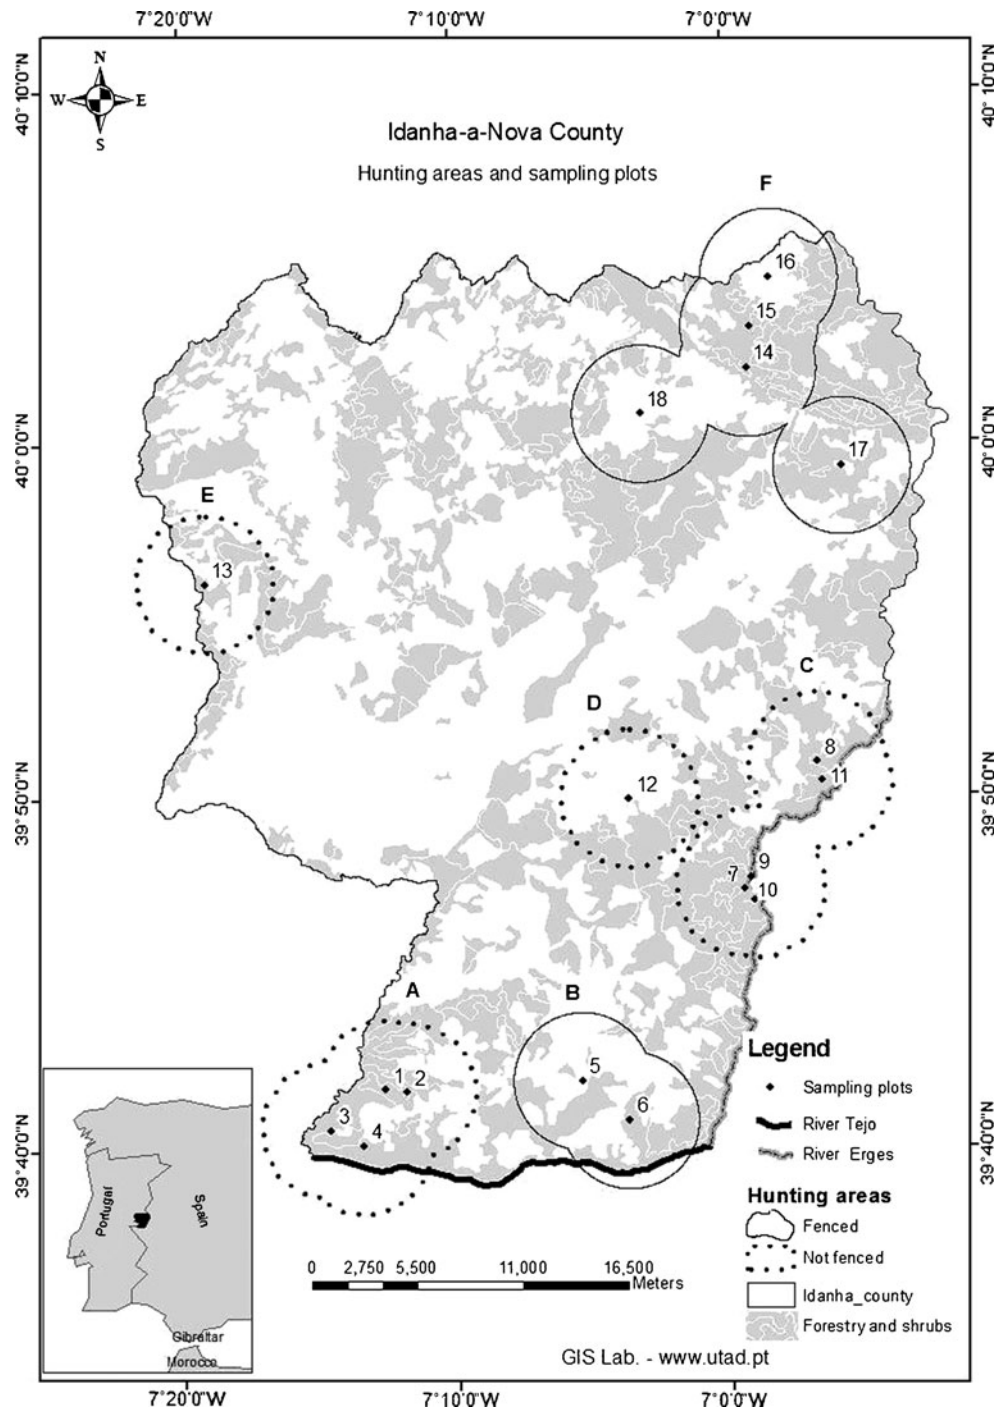 7°20'0"W 7°10'0"W 7°0'0"W
40°10'0"N 40°10'0"N
N
W E
S
Idanha-a-Nova County
Hunting areas and sampling plots
F
16
15
14
18
17
40°0'0"N 40°0'0"N
E
13
C
D
8
11
12
39°50'0"N 39°50'0"N
9
7
10
A
B
5
1 2
6
3
4
39°40'0"N 39°40'0"N
Legend
Sampling plots
River Tejo
River Erges
Hunting areas
Fenced
Not fenced
Idanha_county
Forestry and shrubs
Portugal
Spain
Gibraltar
Morocco
0 2,750 5,500 11,000 16,500
Meters
GIS Lab. - www.utad.pt
7°20'0"W 7°10'0"W 7°0'0"W